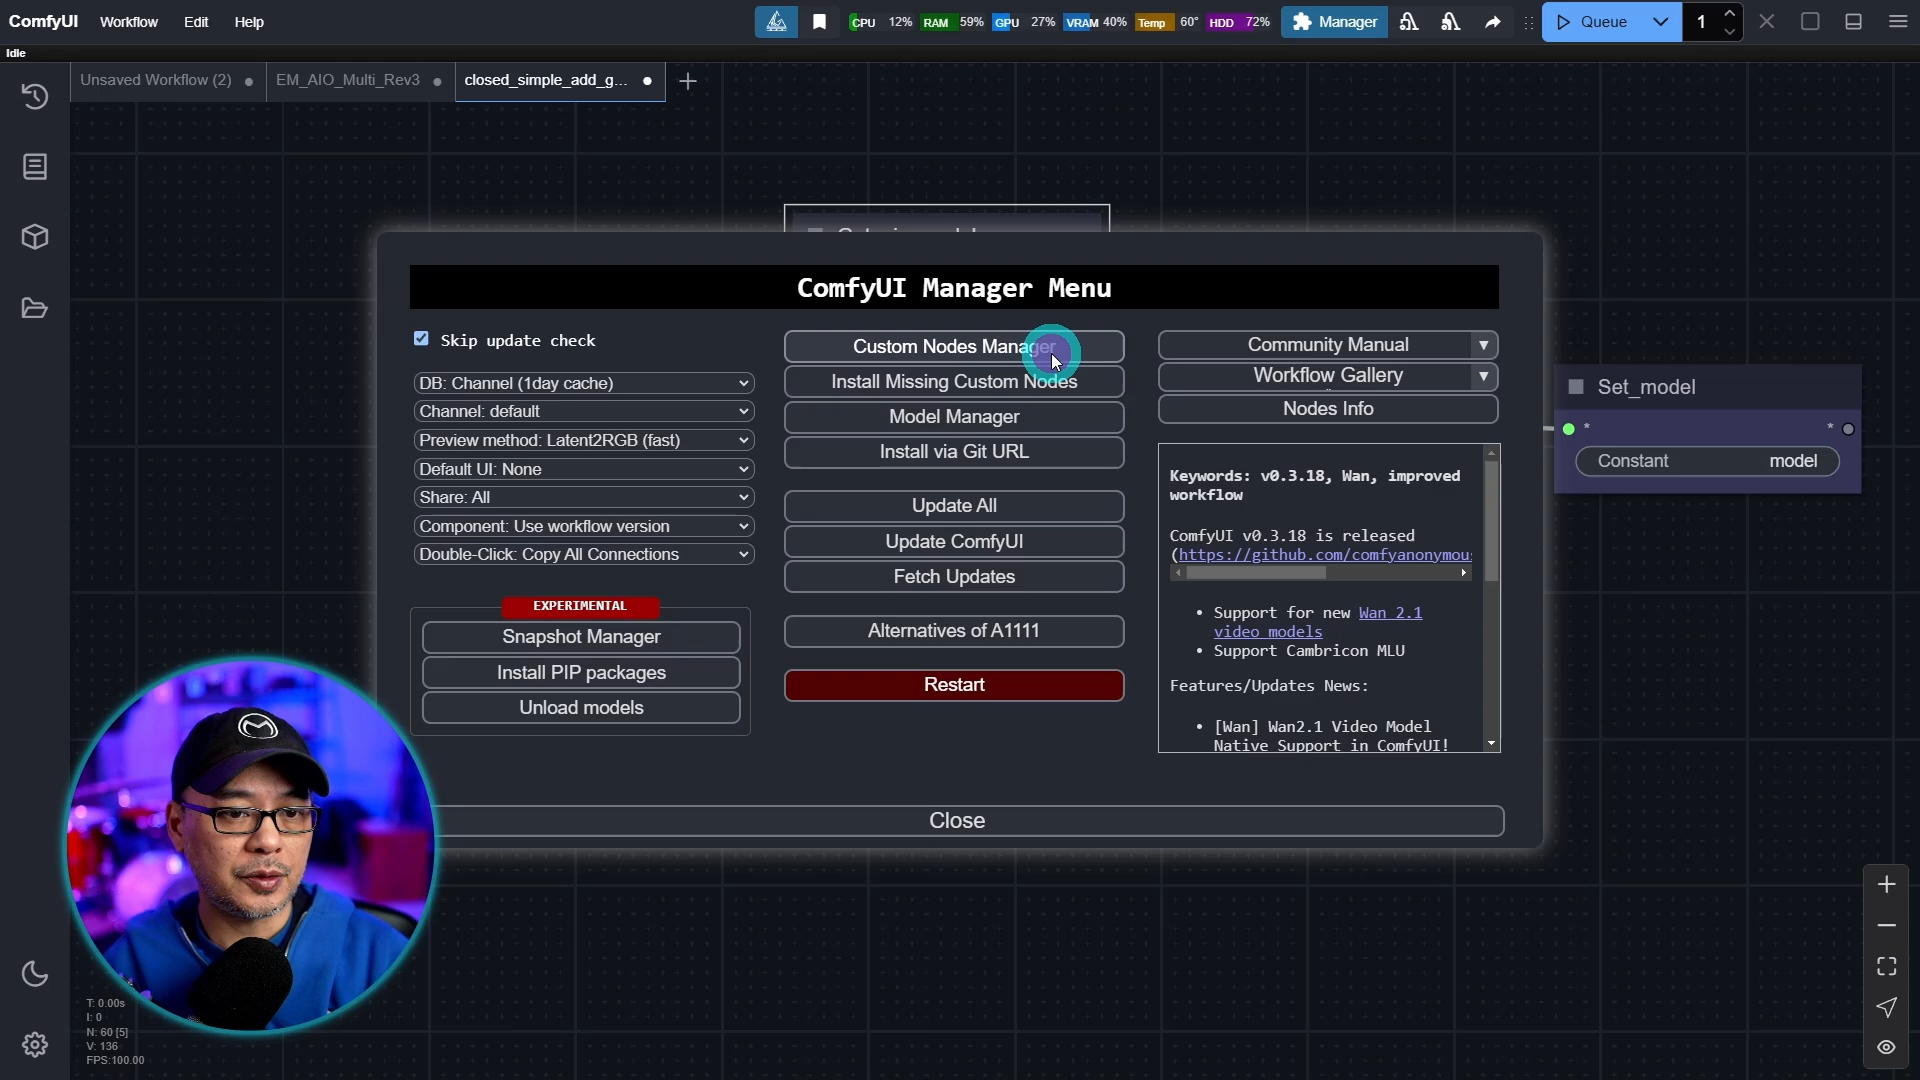 ComfyUI Workflow Edit Help
CPU 12% RAM 59% GPU 27% VRAM 40% Temp 60° HDD 72% Manager Queue 1
Idle
Unsaved Workflow (2) EM_AIO_Multi_Rev3 closed_simple_add_g...
ComfyUI Manager Menu
Skip update check
DB: Channel (1day cache)
Channel: default
Preview method: Latent2RGB (fast)
Default UI: None
Share: All
Component: Use workflow version
Double-Click: Copy All Connections
EXPERIMENTAL
Snapshot Manager
Install PIP packages
Unload models
Custom Nodes Manager
Install Missing Custom Nodes
Model Manager
Install via Git URL
Update All
Update ComfyUI
Fetch Updates
Alternatives of A1111
Restart
Community Manual
Workflow Gallery
Nodes Info
Keywords: v0.3.18, Wan, improved
workflow
ComfyUI v0.3.18 is released
(https://github.com/comfyanonymou
• Support for new Wan 2.1
video models
• Support Cambricon MLU
Features/Updates News:
• [Wan] Wan2.1 Video Model
Native Support in ComfyUI!
Close
Set_model
* *
Constant model
T: 0.00s
I: 0
N: 60 [5]
V: 136
FPS:100.00